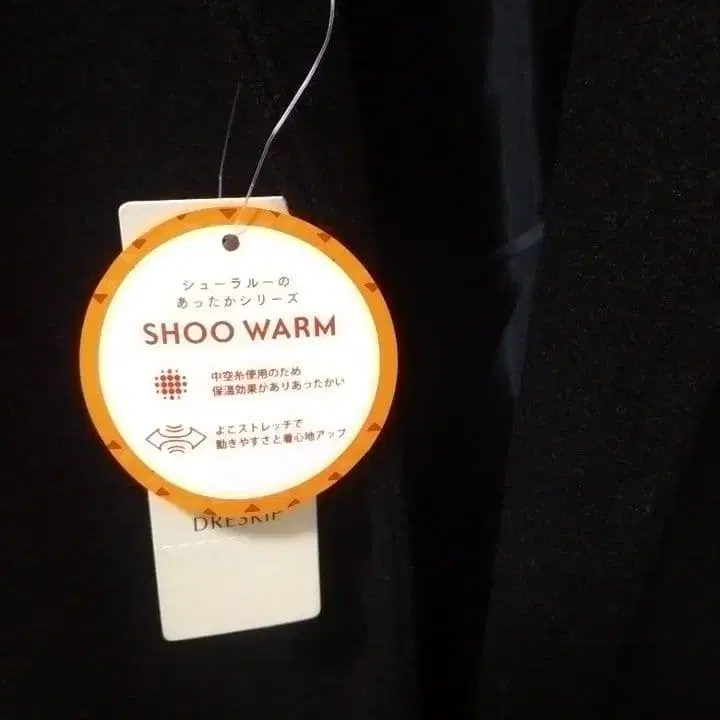 シューラルーの
あったかシリーズ
SHOO WARM
中空糸使用のため
保温効果がありあったかい
よこストレッチで
動きやすさと着心地アップ
DRESKIP